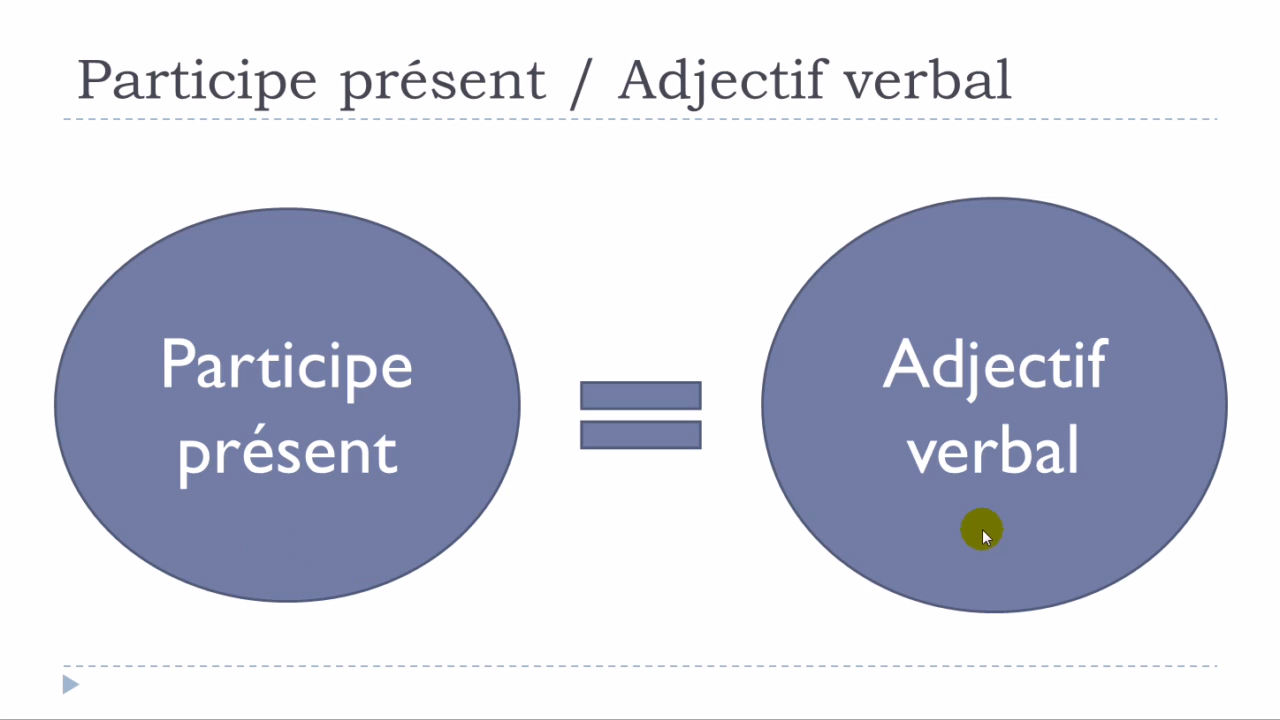 Participe présent / Adjectif verbal
Participe
présent
Adjectif
verbal